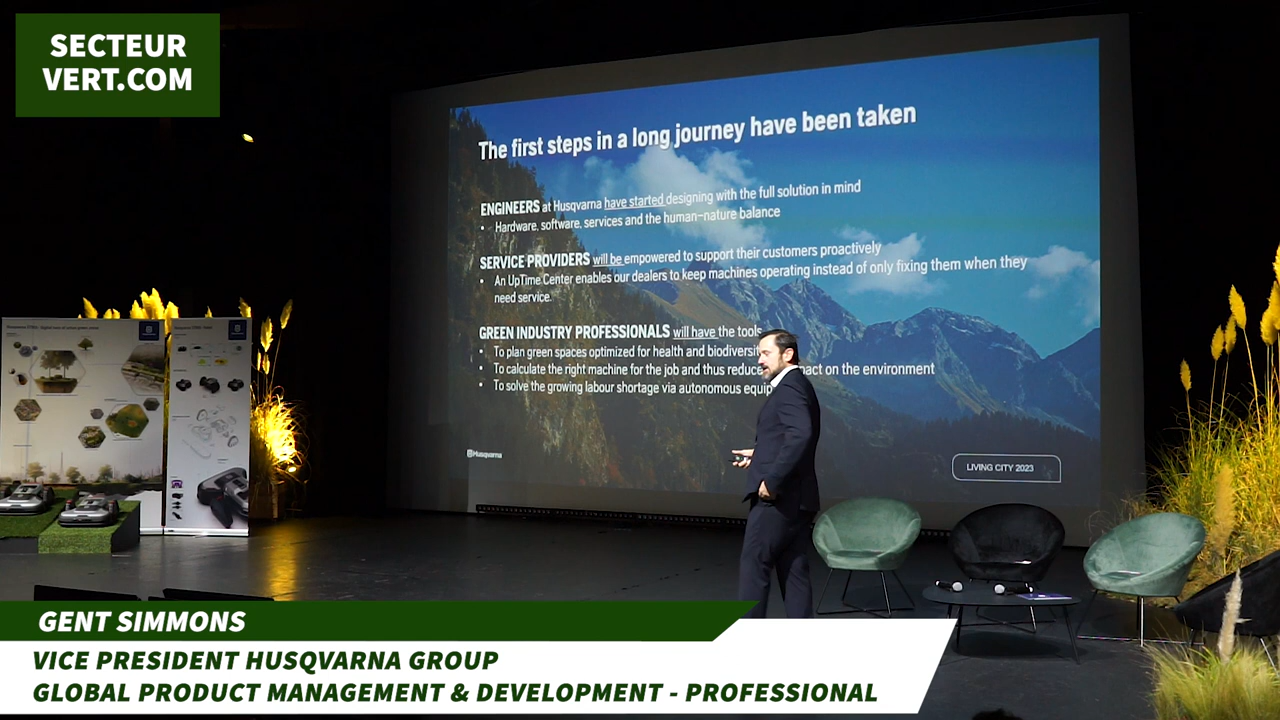 SECTEUR
VERT.COM
The first steps in a long journey have been taken
ENGINEERS at Husqvarna have started designing with the full solution in mind
• Hardware, software, services and the human-nature balance
SERVICE PROVIDERS will be empowered to support their customers proactively
• An UpTime Center enables our dealers to keep machines operating instead of only fixing them when they
need service.
GREEN INDUSTRY PROFESSIONALS will have the tools
• To plan green spaces optimized for health and biodiversi
• To calculate the right machine for the job and thus reduce pact on the environment
• To solve the growing labour shortage via autonomous equip
Husqvarna
LIVING CITY 2023
GENT SIMMONS
VICE PRESIDENT HUSQVARNA GROUP
GLOBAL PRODUCT MANAGEMENT & DEVELOPMENT - PROFESSIONAL